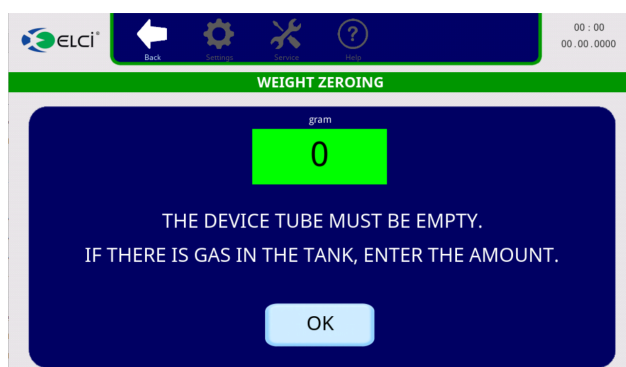 ELCİ
Back
Settings
Service
?
Help
00 : 00
00 . 00 . 0000
WEIGHT ZEROING
gram
0
THE DEVICE TUBE MUST BE EMPTY.
IF THERE IS GAS IN THE TANK, ENTER THE AMOUNT.
OK